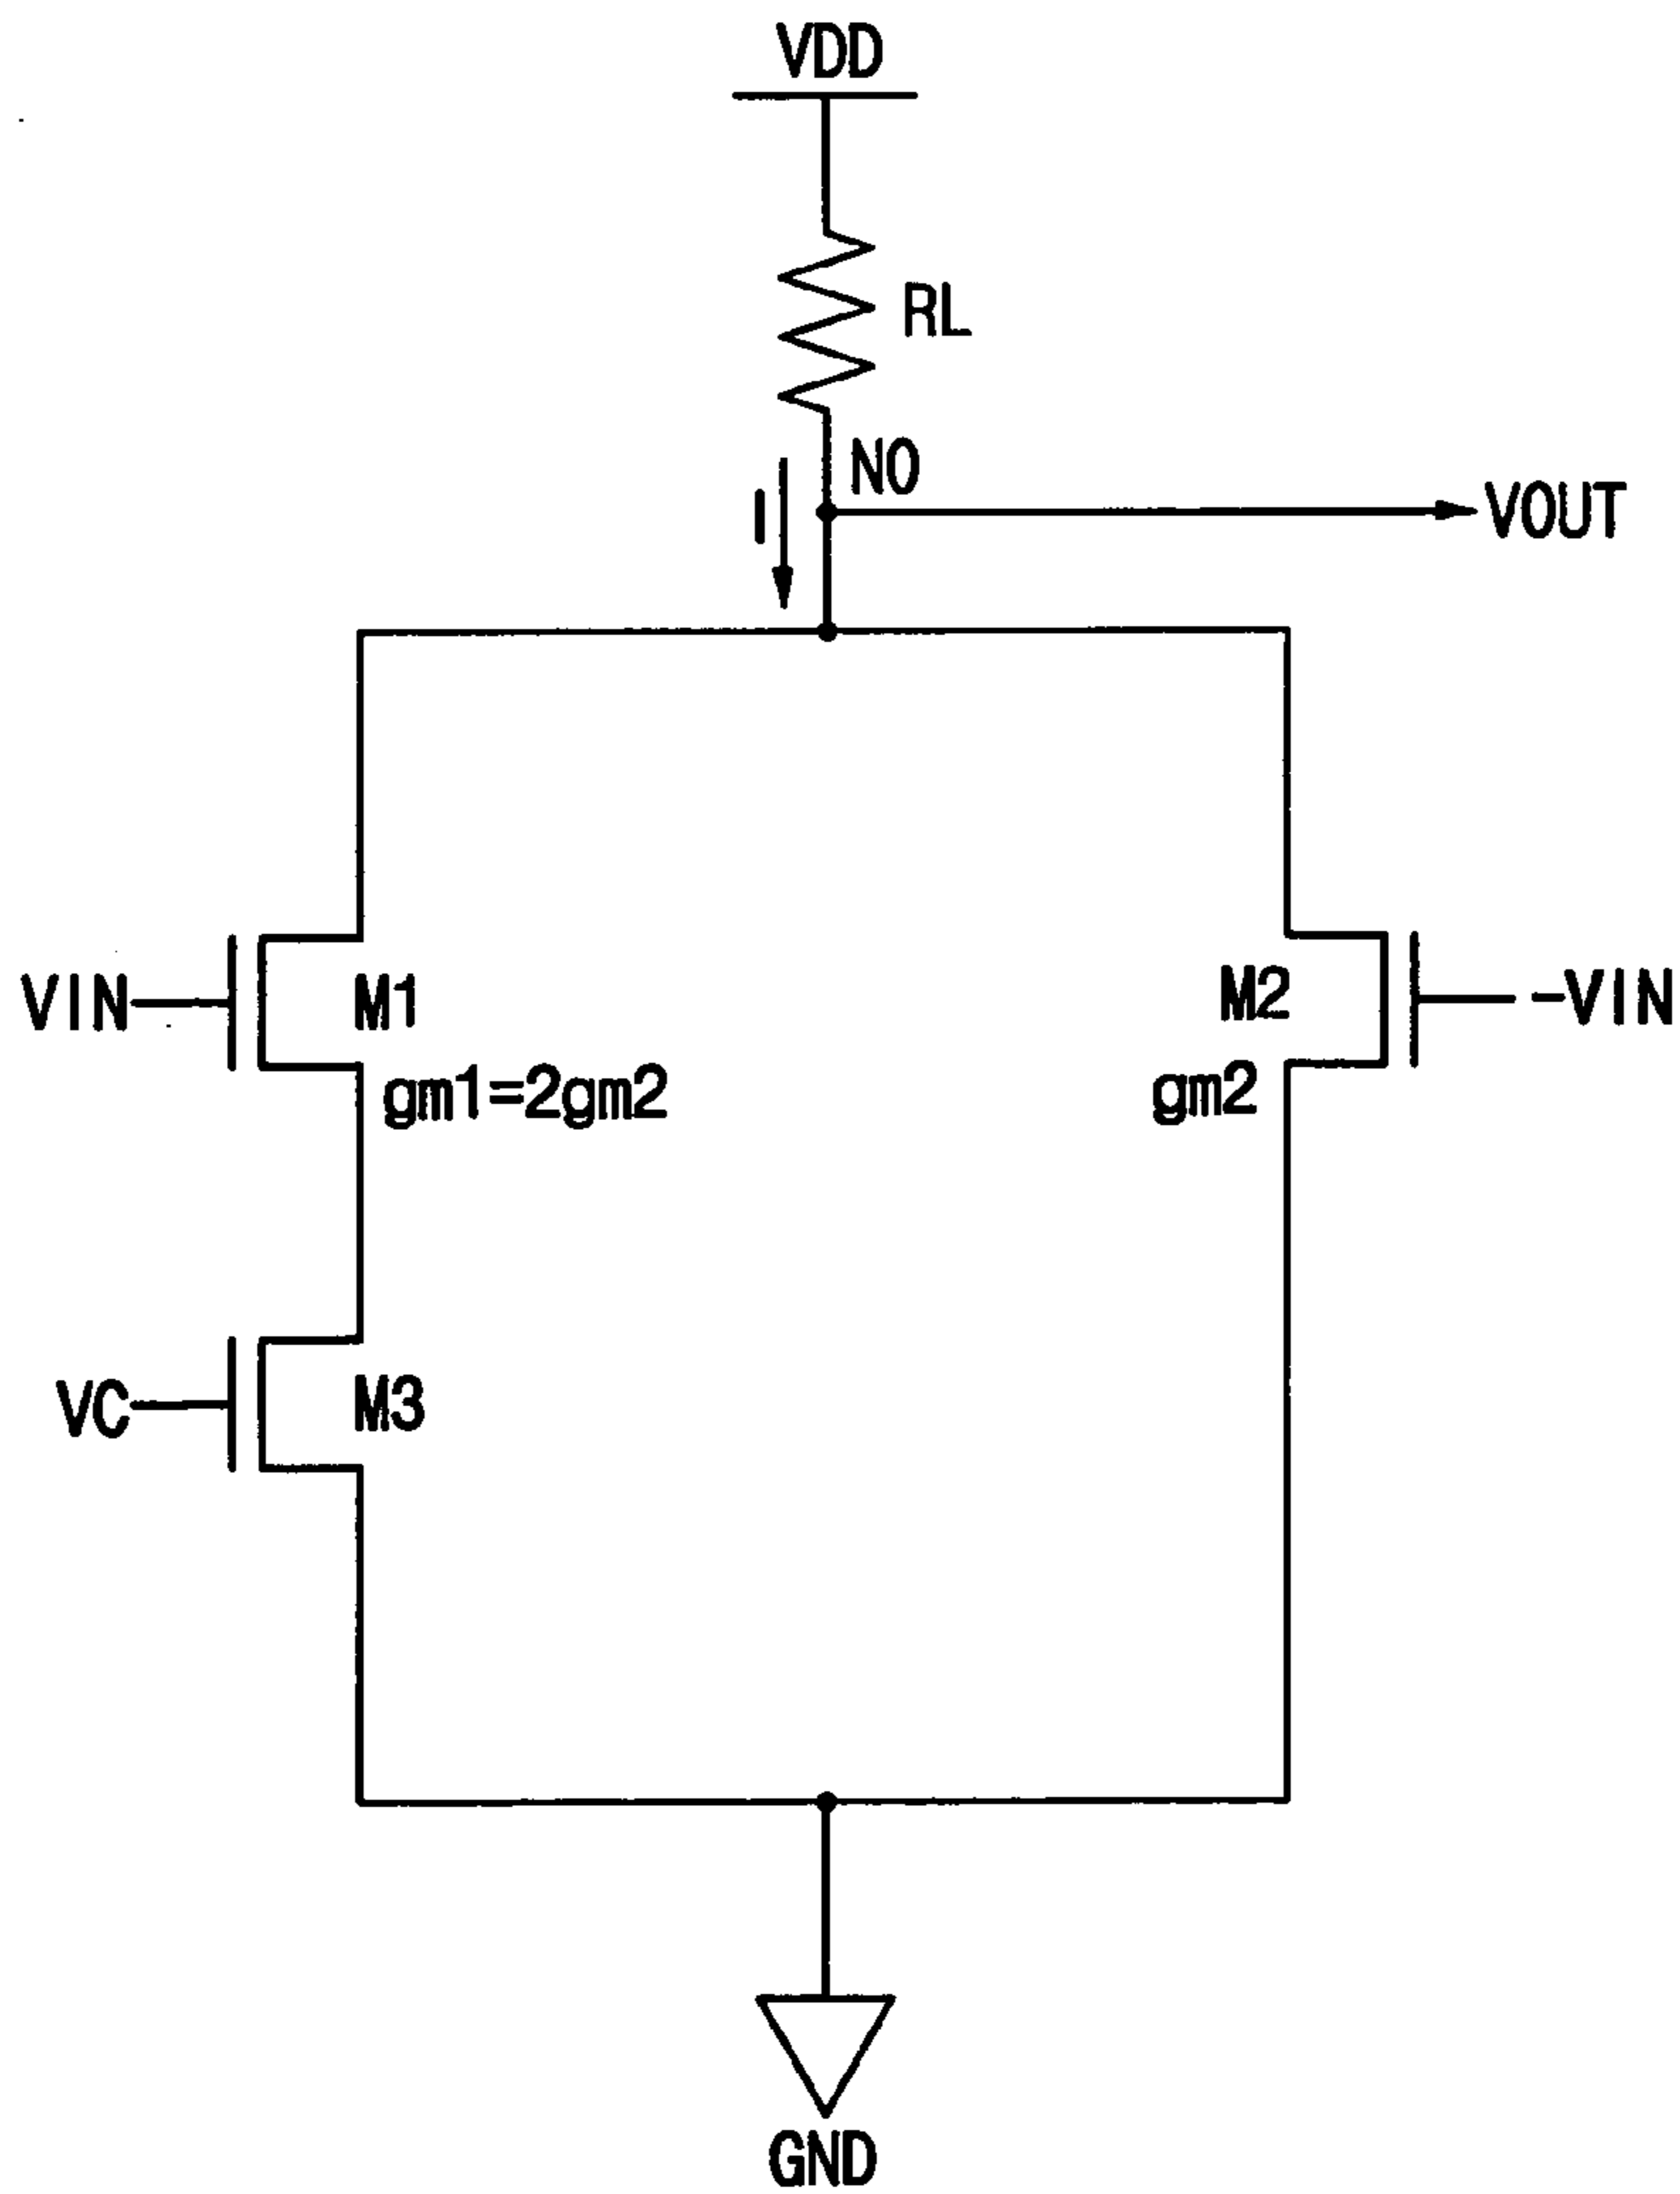 VDD
RL
NO
I
VOUT
VIN
M1
M2
-VIN
gm1=2gm2
gm2
VC
M3
GND